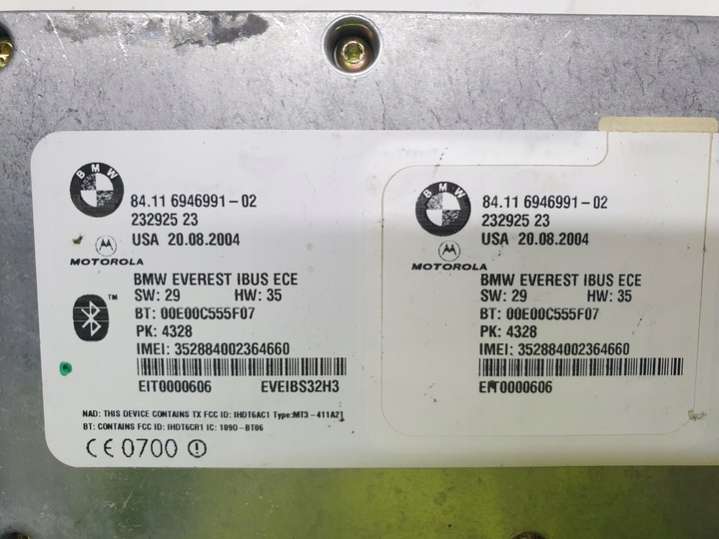 BMW
84.11 6946991-02
232925 23
USA 20.08.2004
MOTOROLA
BMW EVEREST IBUS ECE
SW: 29 HW: 35
TM
BT: 00E00C555F07
PK: 4328
IMEI: 352884002364660
EIT0000606 EVEIBS32H3
NAD: THIS DEVICE CONTAINS TX FCC ID: IHDT6AC1 Type:MT3-411A21
BT: CONTAINS FCC ID: IHDT6CR1 IC: 109O-BT06
CE 0700
BMW
84.11 6946991-02
232925 23
USA 20.08.2004
MOTOROLA
BMW EVEREST IBUS ECE
SW: 29 HW: 35
BT: 00E00C555F07
PK: 4328
IMEI: 352884002364660
EIT0000606